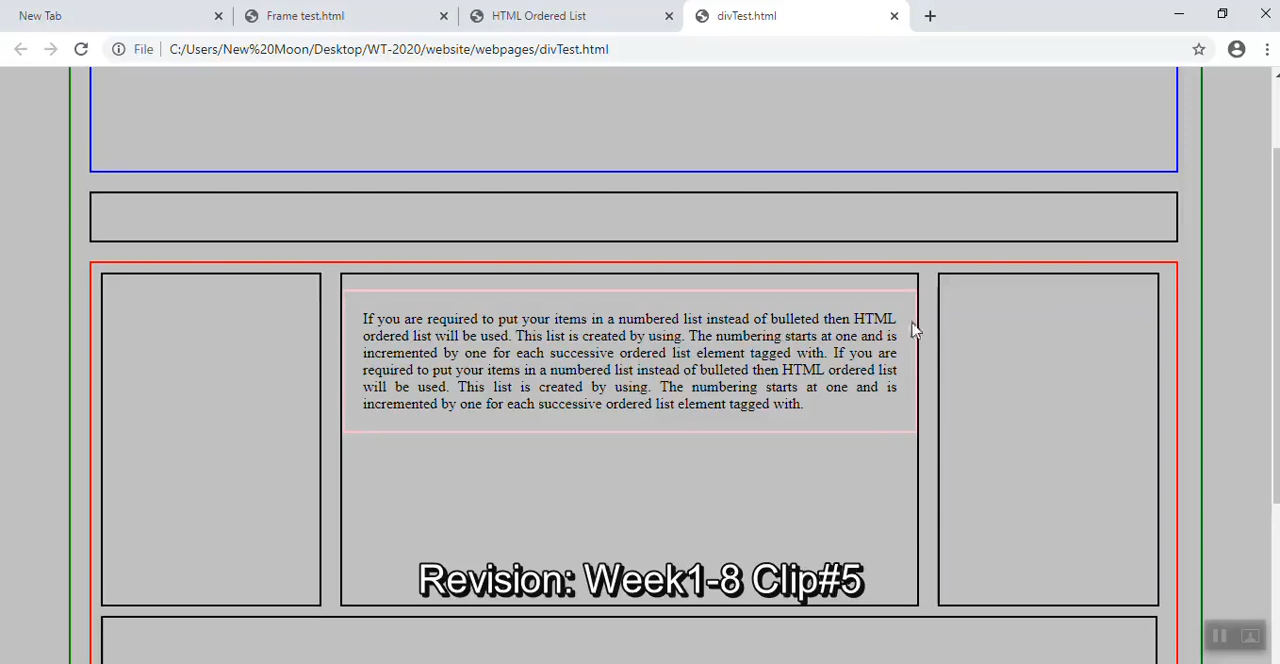 New Tab
Frame test.html
HTML Ordered List
divTest.html
File
C:/Users/New%20Moon/Desktop/WT-2020/website/webpages/divTest.html
If you are required to put your items in a numbered list instead of bulleted then HTML
ordered list will be used. This list is created by using. The numbering starts at one and is
incremented by one for each successive ordered list element tagged with. If you are
required to put your items in a numbered list instead of bulleted then HTML ordered list
will be used. This list is created by using. The numbering starts at one and is
incremented by one for each successive ordered list element tagged with.
Revision: Week1-8 Clip#5